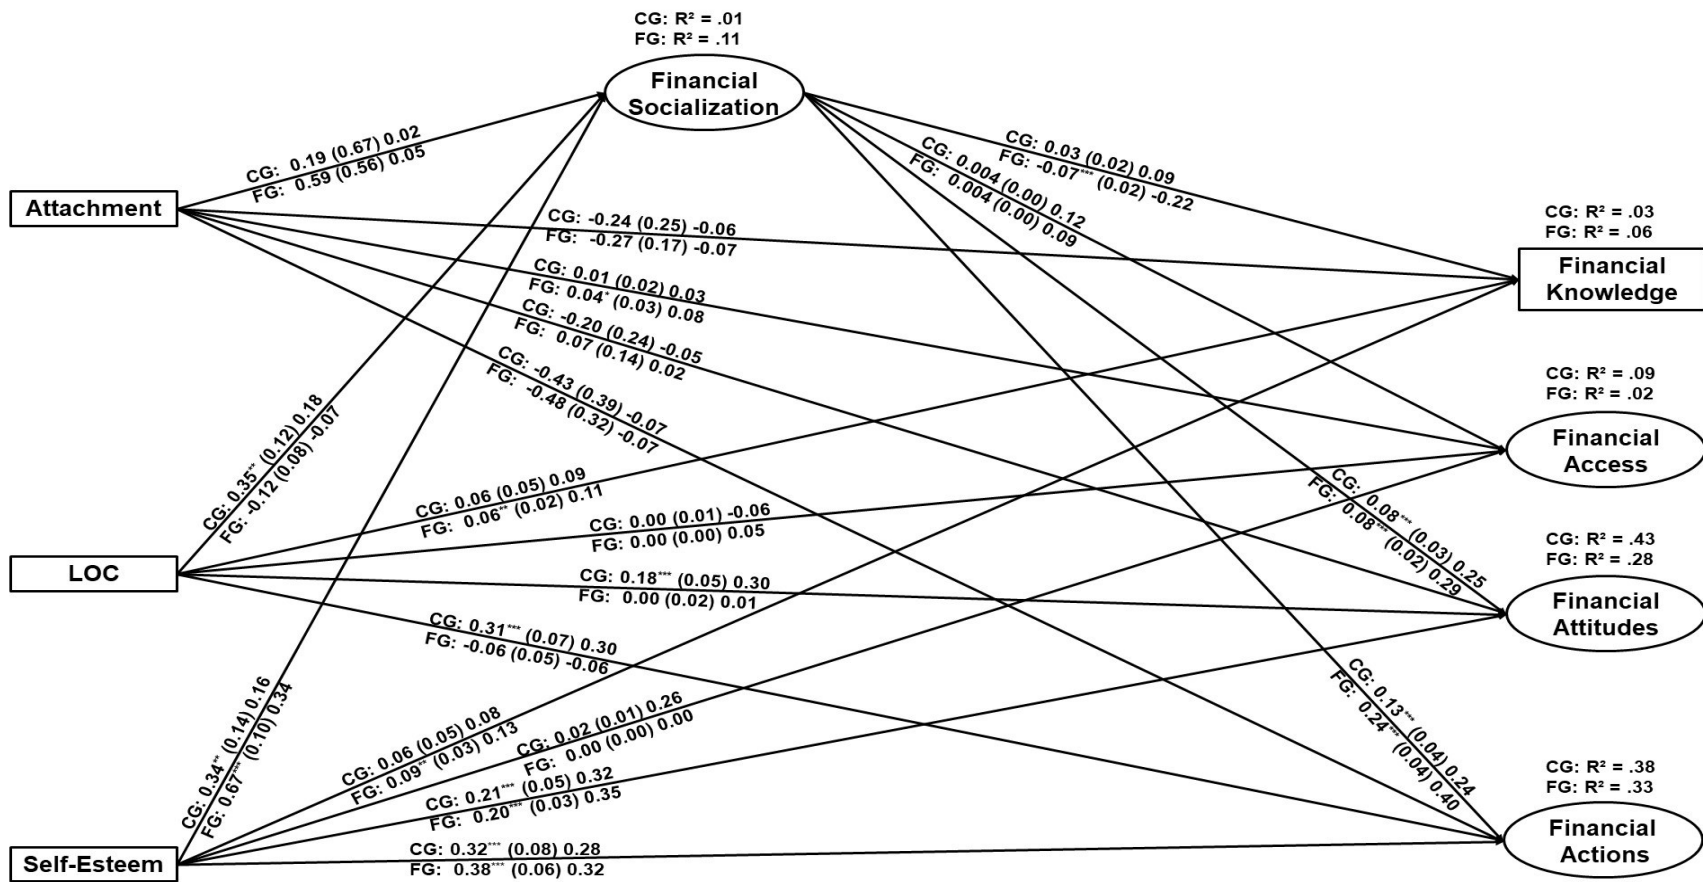 CG: R² = .01
FG: R² = .11
Financial
Socialization
CG: 0.19 (0.67) 0.02
FG: 0.59 (0.56) 0.05
CG: 0.03 (0.02) 0.09
FG: -0.07*** (0.02) -0.22
CG: 0.004 (0.00) 0.12
FG: 0.004 (0.00) 0.09
Attachment
CG: -0.24 (0.25) -0.06
FG: -0.27 (0.17) -0.07
CG: R² = .03
FG: R² = .06
Financial
Knowledge
CG: 0.01 (0.02) 0.03
FG: 0.04* (0.03) 0.08
CG: -0.20 (0.24) -0.05
FG: 0.07 (0.14) 0.02
CG: -0.43 (0.39) -0.07
FG: -0.48 (0.32) -0.07
CG: R² = .09
FG: R² = .02
Financial
Access
CG: 0.35** (0.12) 0.18
FG: -0.12 (0.08) -0.07
CG: 0.06 (0.05) 0.09
FG: 0.06** (0.02) 0.11
CG: 0.00 (0.01) -0.06
FG: 0.00 (0.00) 0.05
CG: 0.08*** (0.03) 0.25
FG: 0.08*** (0.02) 0.29
CG: R² = .43
FG: R² = .28
LOC
CG: 0.18*** (0.05) 0.30
FG: 0.00 (0.02) 0.01
Financial
Attitudes
CG: 0.31*** (0.07) 0.30
FG: -0.06 (0.05) -0.06
CG: 0.34** (0.14) 0.16
FG: 0.67*** (0.10) 0.34
CG: 0.06 (0.05) 0.08
FG: 0.09** (0.03) 0.13
CG: 0.02 (0.01) 0.26
FG: 0.00 (0.00) 0.00
CG: 0.13*** (0.04) 0.24
FG: 0.24*** (0.04) 0.40
CG: 0.21*** (0.05) 0.32
FG: 0.20*** (0.03) 0.35
CG: R² = .38
FG: R² = .33
Self-Esteem
CG: 0.32*** (0.08) 0.28
FG: 0.38*** (0.06) 0.32
Financial
Actions